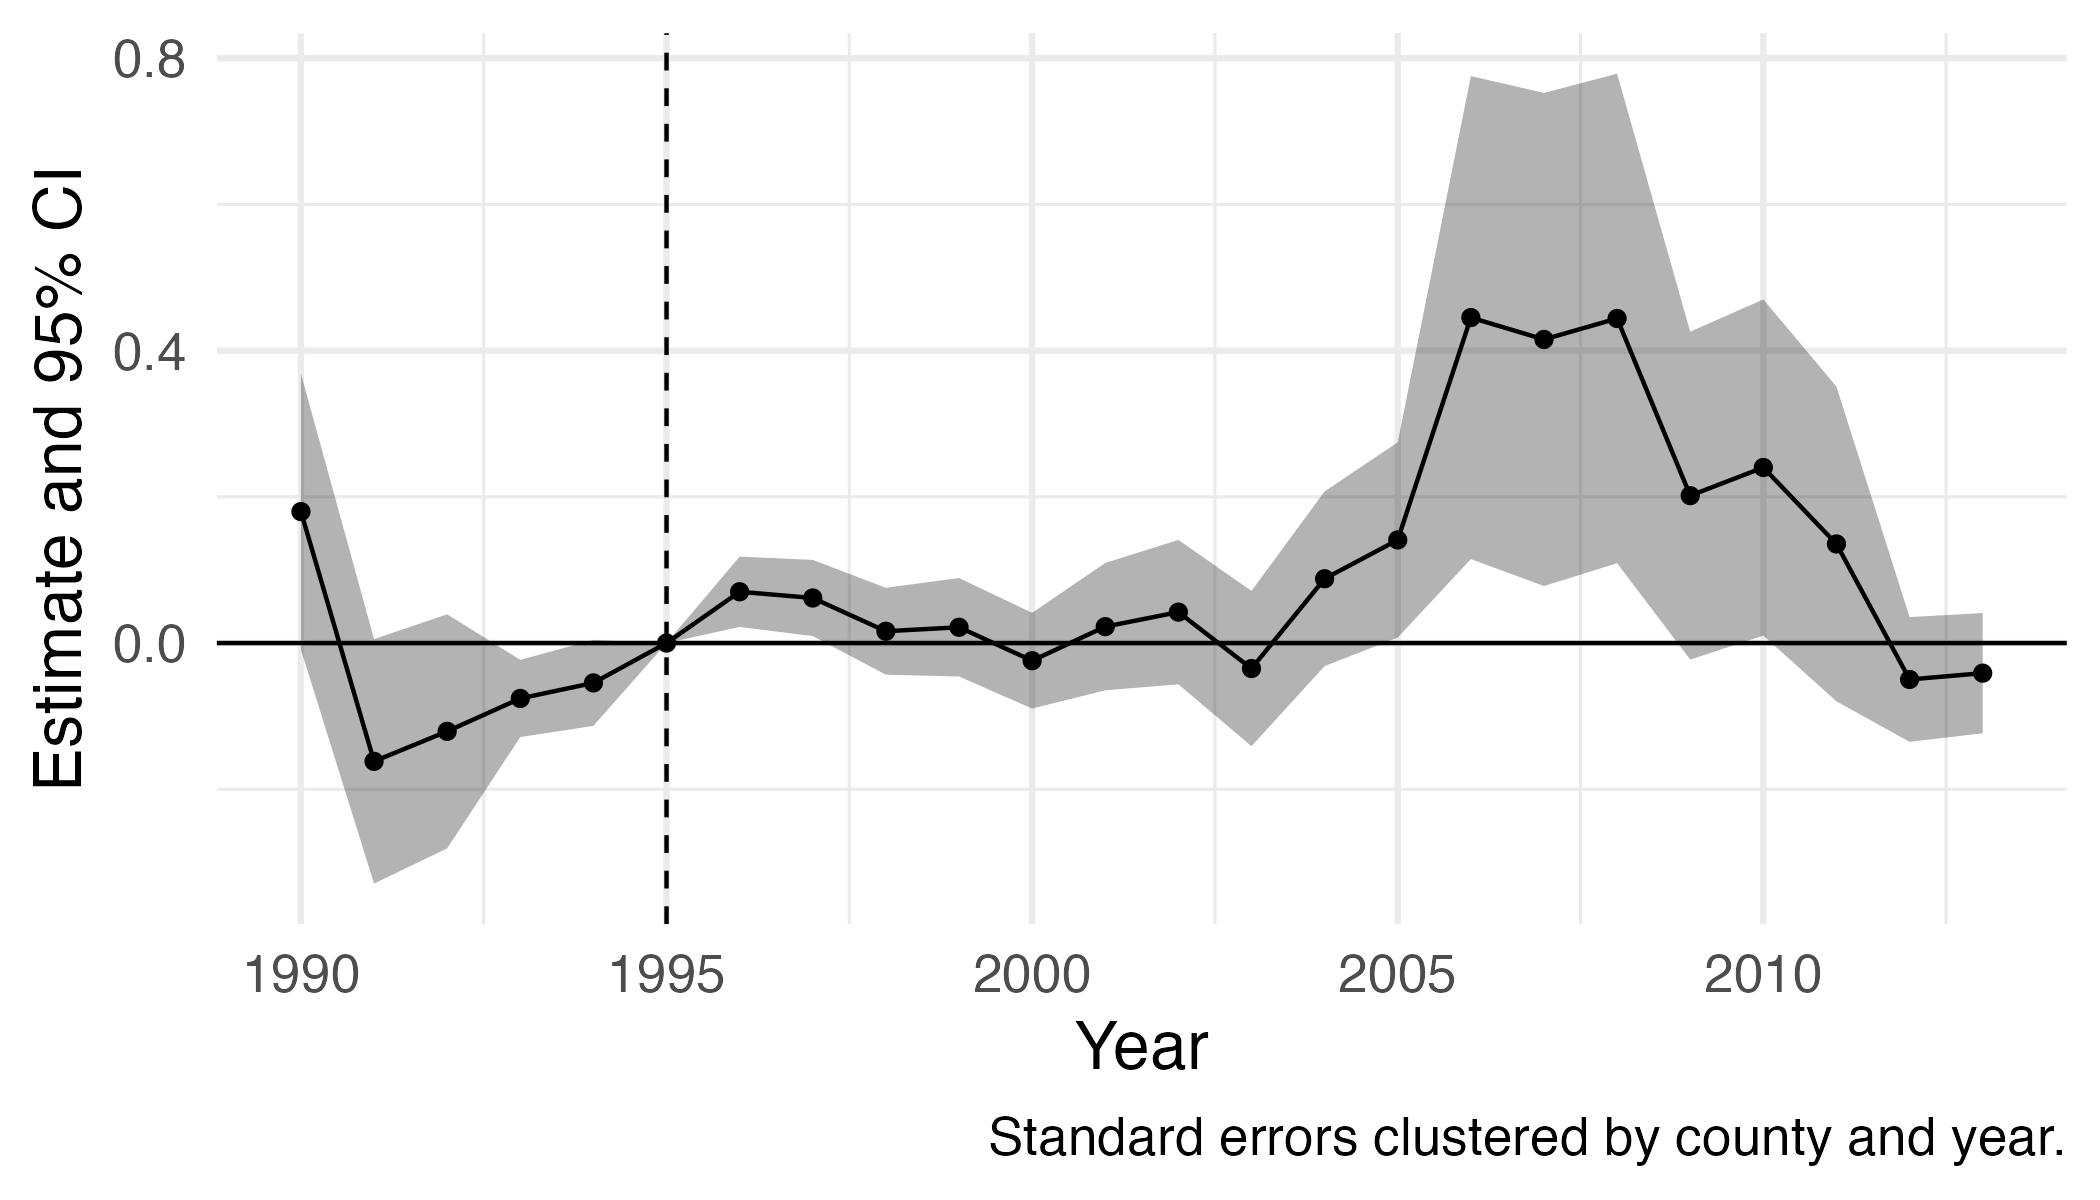 Estimate and 95% CI
0.8
0.4
0.0
1990 1995 2000 2005 2010
Year
Standard errors clustered by county and year.